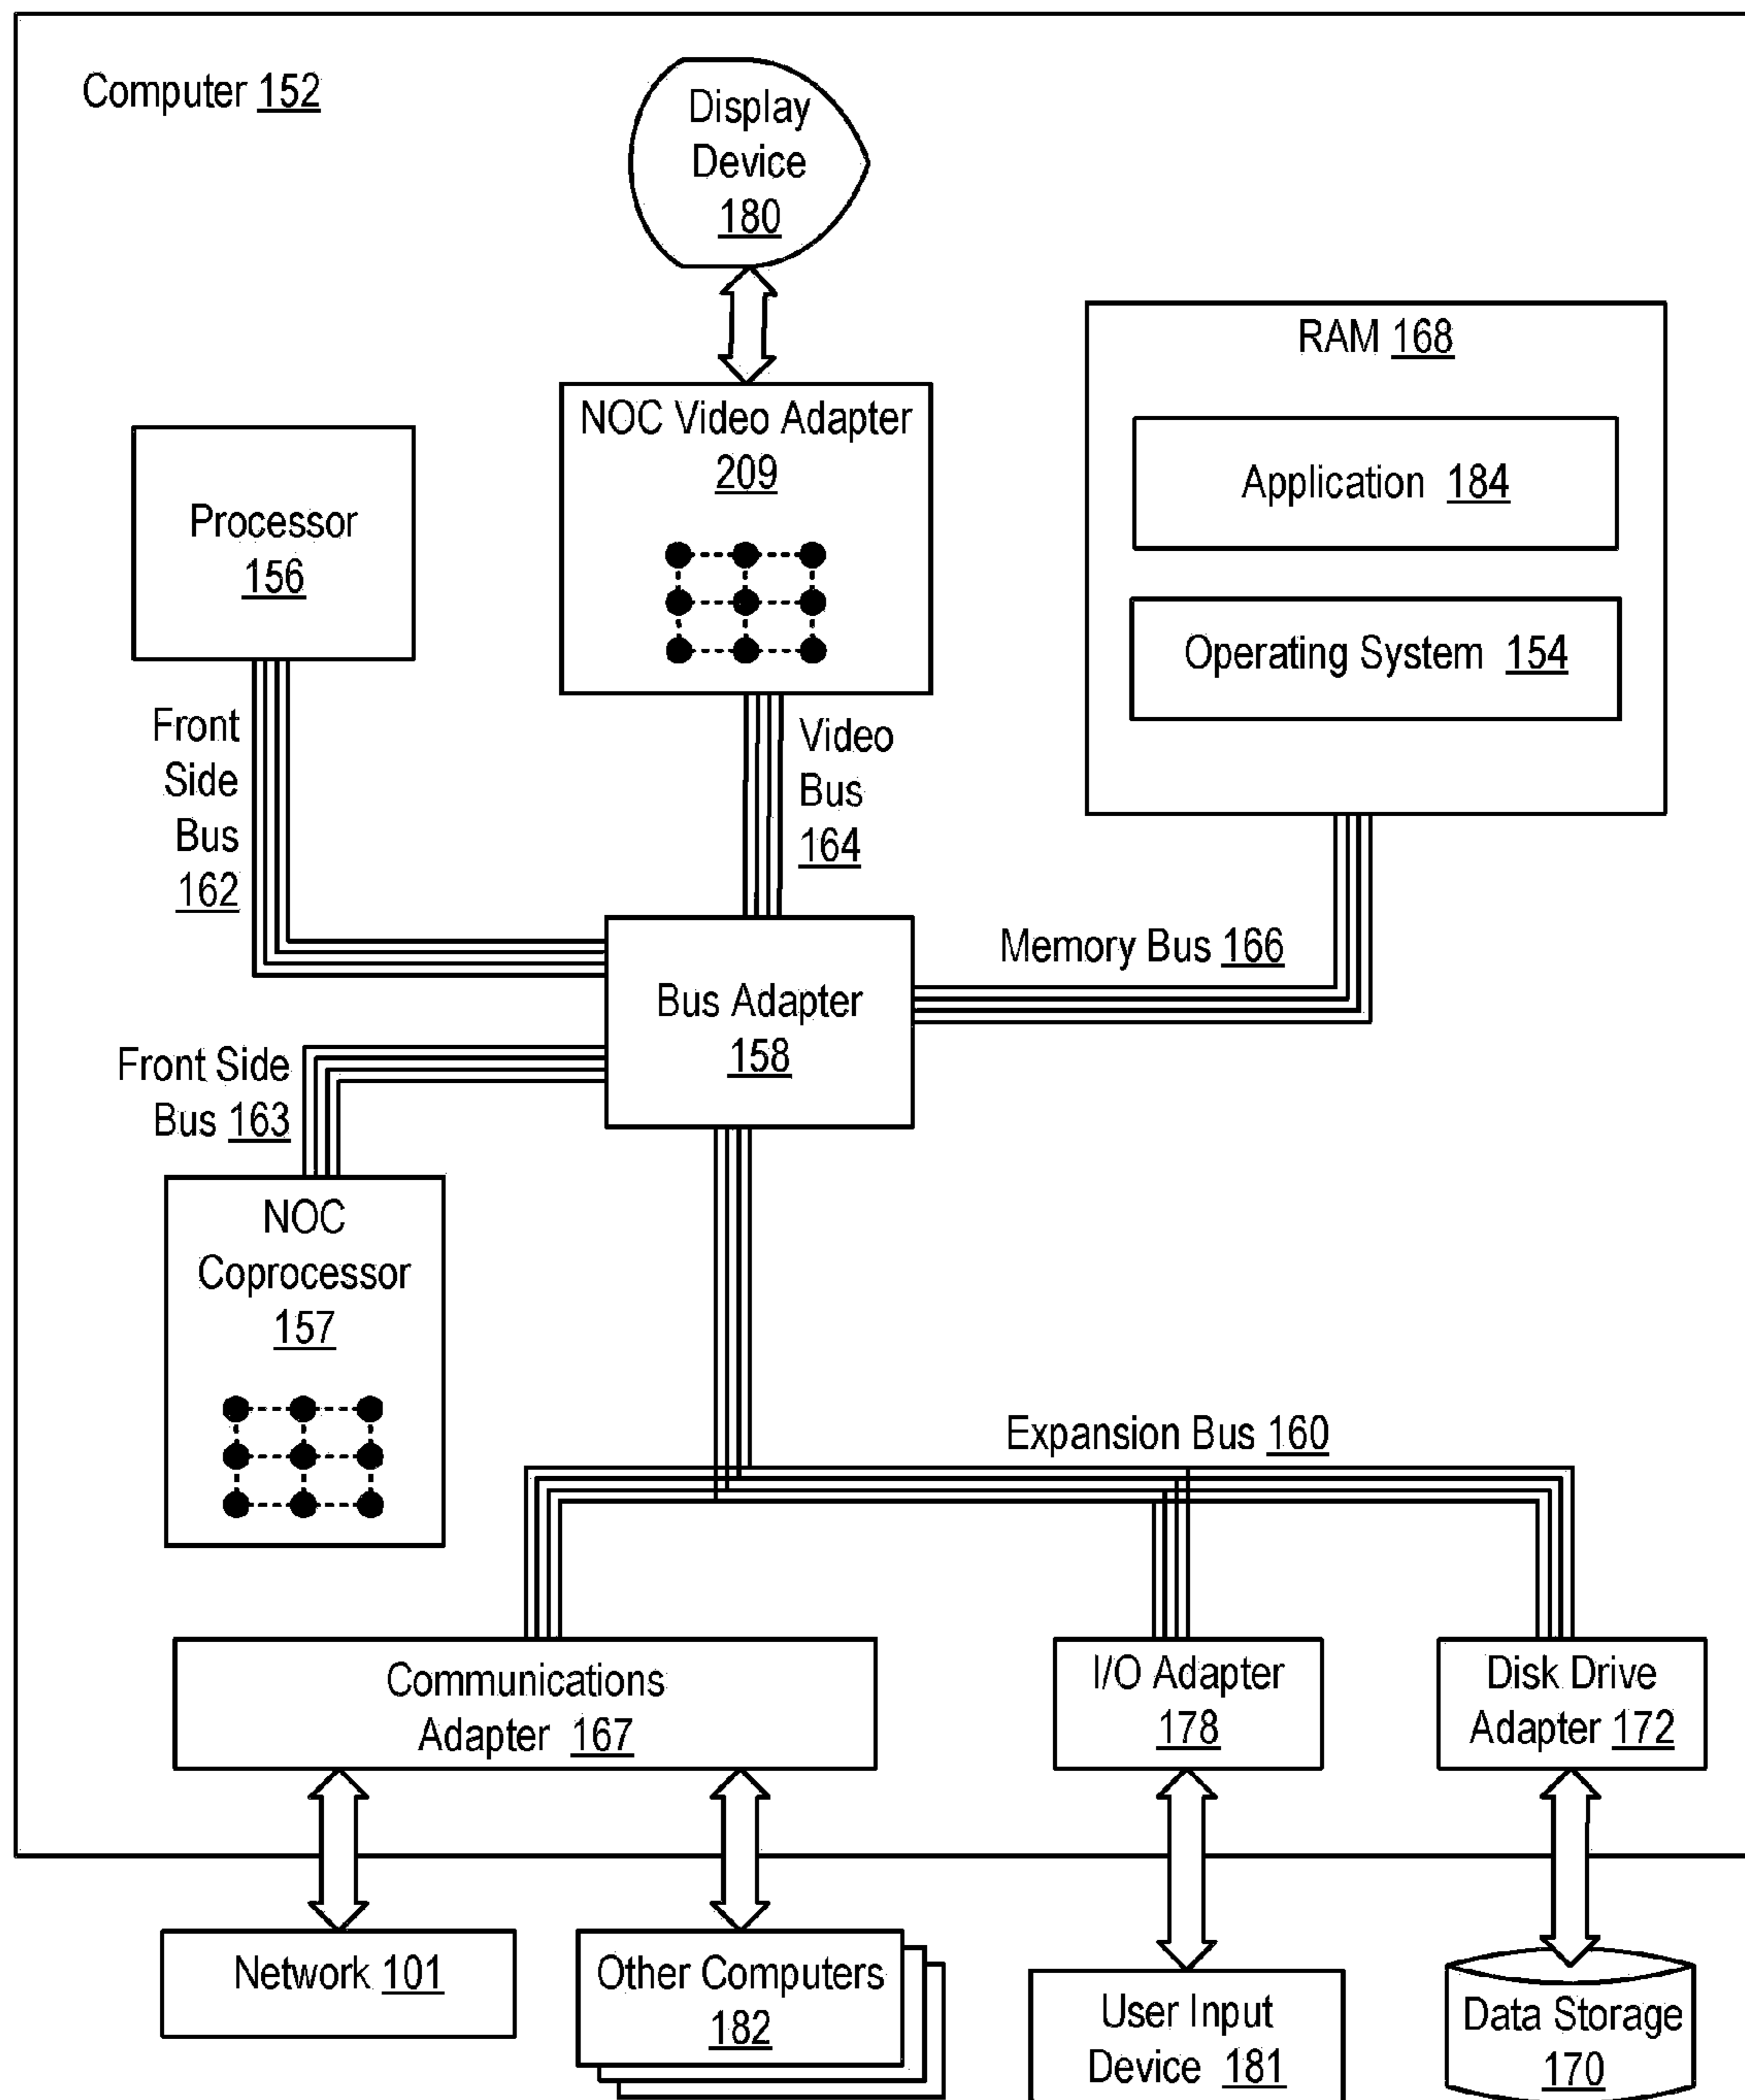 Computer 152
Display
Device
180
NOC Video Adapter
209
RAM 168
Application 184
Operating System 154
Processor
156
Front
Side
Bus
162
Video
Bus
164
Memory Bus 166
Bus Adapter
158
Front Side
Bus 163
NOC
Coprocessor
157
Expansion Bus 160
Communications
Adapter 167
I/O Adapter
178
Disk Drive
Adapter 172
Network 101
Other Computers
182
User Input
Device 181
Data Storage
170